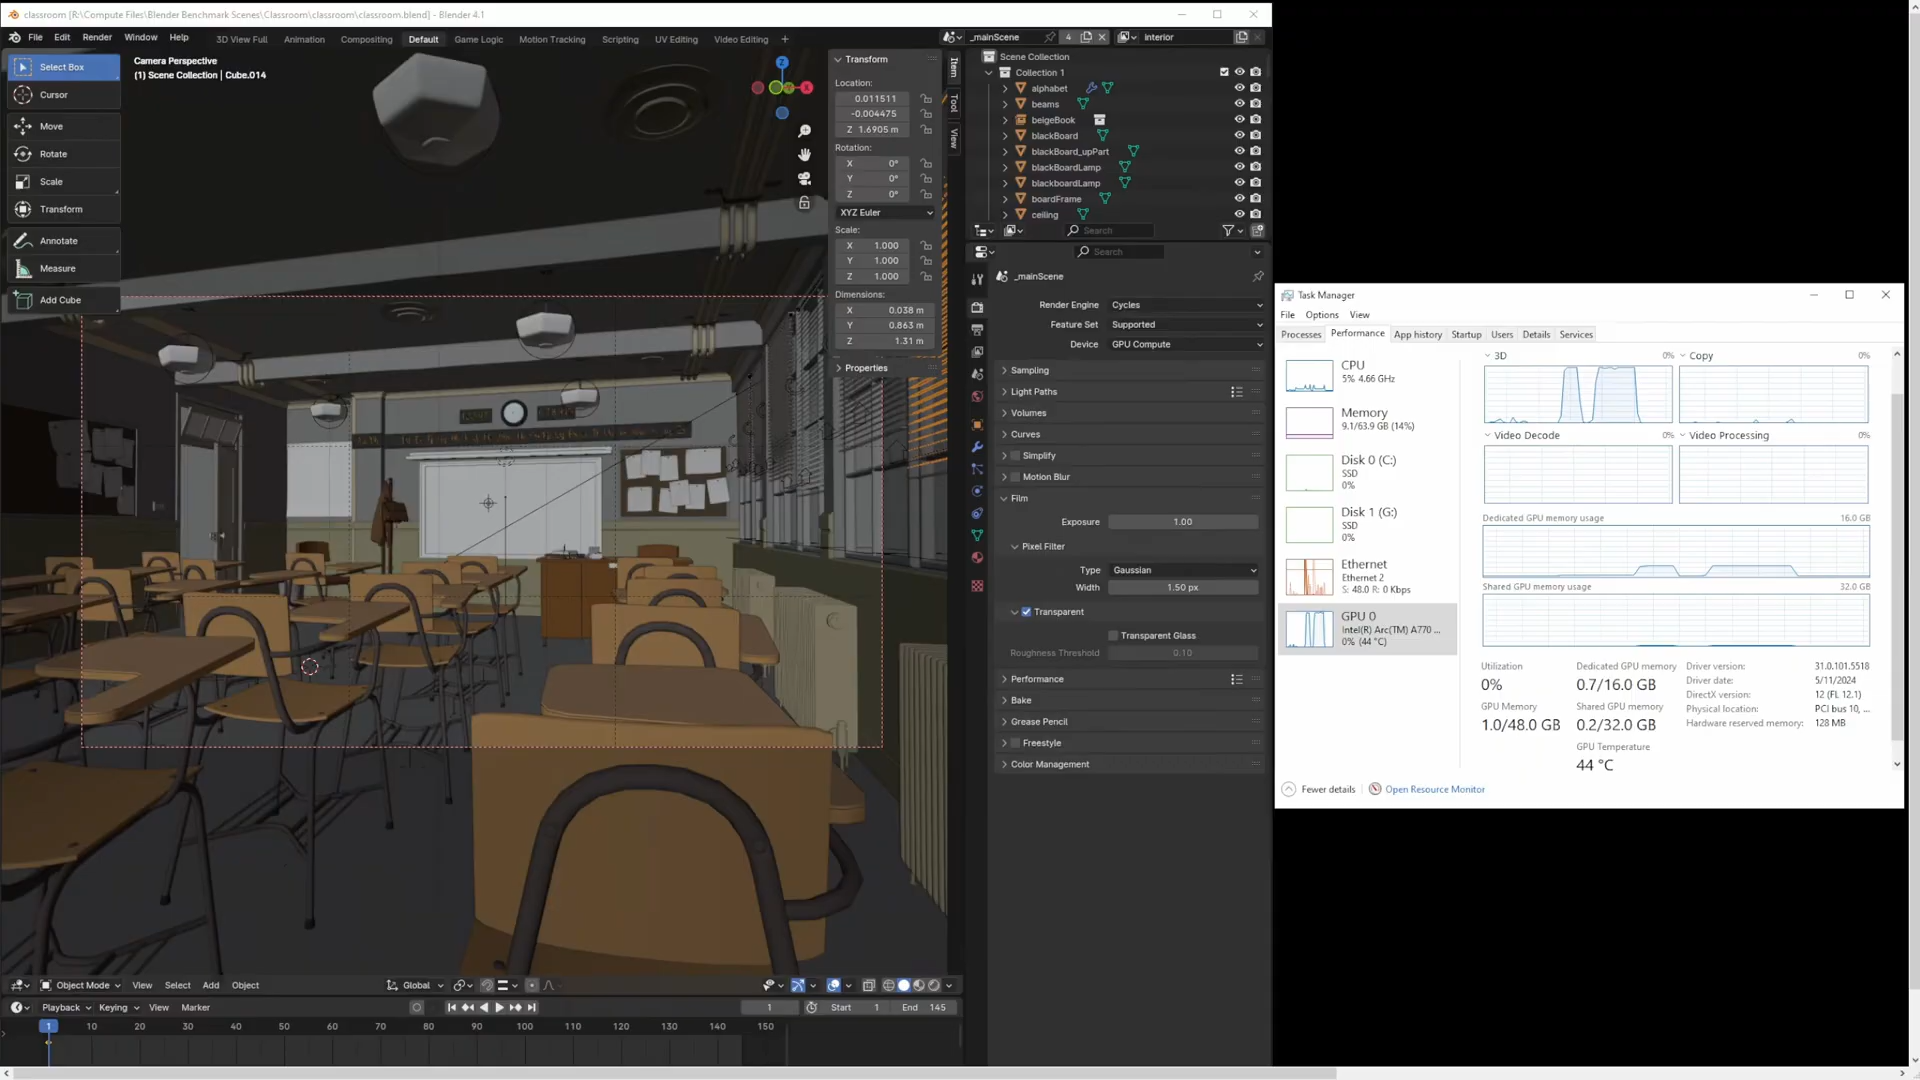 classroom [R:\Compute Files\Blender Benchmark Scenes\Classroom\classroom\classroom.blend] - Blender 4.1
File Edit Render Window Help
3D View Full Animation Compositing Default Game Logic Motion Tracking Scripting UV Editing Video Editing
_mainScene 4 interior
Select Box
Cursor
Move
Rotate
Scale
Transform
Annotate
Measure
Add Cube
Camera Perspective
(1) Scene Collection | Cube.014
Z
X
Transform
Location:
0.011511
-0.004475
Z 1.6905 m
Rotation:
X 0°
Y 0°
Z 0°
XYZ Euler
Scale:
X 1.000
Y 1.000
Z 1.000
Dimensions:
X 0.038 m
Y 0.863 m
Z 1.31 m
Properties
Item
Tool
View
Scene Collection
Collection 1
alphabet
beams
beigeBook
blackBoard
blackBoard_upPart
blackBoardLamp
blackboardLamp
boardFrame
ceiling
Search
Search
_mainScene
Render Engine Cycles
Feature Set Supported
Device GPU Compute
Sampling
Light Paths
Volumes
Curves
Simplify
Motion Blur
Film
Exposure 1.00
Pixel Filter
Type Gaussian
Width 1.50 px
Transparent
Transparent Glass
Roughness Threshold 0.10
Performance
Bake
Grease Pencil
Freestyle
Color Management
Object Mode View Select Add Object
Global
Playback Keying View Marker
1 Start 1 End 145
1 10 20 30 40 50 60 70 80 90 100 110 120 130 140 150
Task Manager
File Options View
Processes Performance App history Startup Users Details Services
CPU
5% 4.66 GHz
Memory
9.1/63.9 GB (14%)
Disk 0 (C:)
SSD
0%
Disk 1 (G:)
SSD
0%
Ethernet
Ethernet 2
S: 48.0 R: 0 Kbps
GPU 0
Intel(R) Arc(TM) A770 ...
0% (44 °C)
3D 0% Copy 0%
Video Decode 0% Video Processing 0%
Dedicated GPU memory usage 16.0 GB
Shared GPU memory usage 32.0 GB
Utilization
0%
GPU Memory
1.0/48.0 GB
Dedicated GPU memory
0.7/16.0 GB
Shared GPU memory
0.2/32.0 GB
GPU Temperature
44 °C
Driver version: 31.0.101.5518
Driver date: 5/11/2024
DirectX version: 12 (FL 12.1)
Physical location: PCI bus 10, ...
Hardware reserved memory: 128 MB
Fewer details Open Resource Monitor